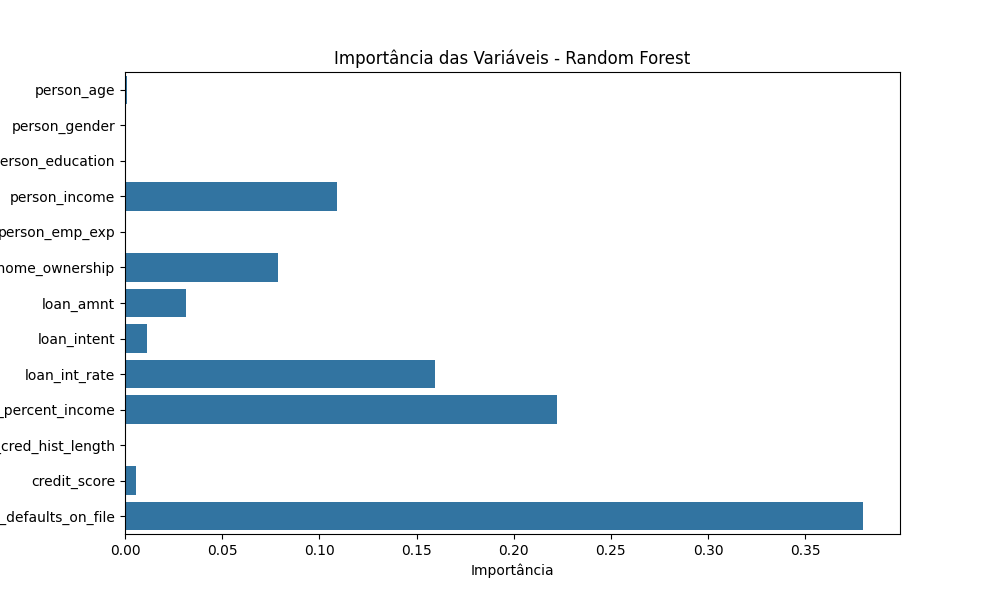 Importância das Variáveis - Random Forest
person_age
person_gender
erson_education
person_income
person_emp_exp
home_ownership
loan_amnt
loan_intent
loan_int_rate
_percent_income
_cred_hist_length
credit_score
_defaults_on_file
0.00 0.05 0.10 0.15 0.20 0.25 0.30 0.35
Importância